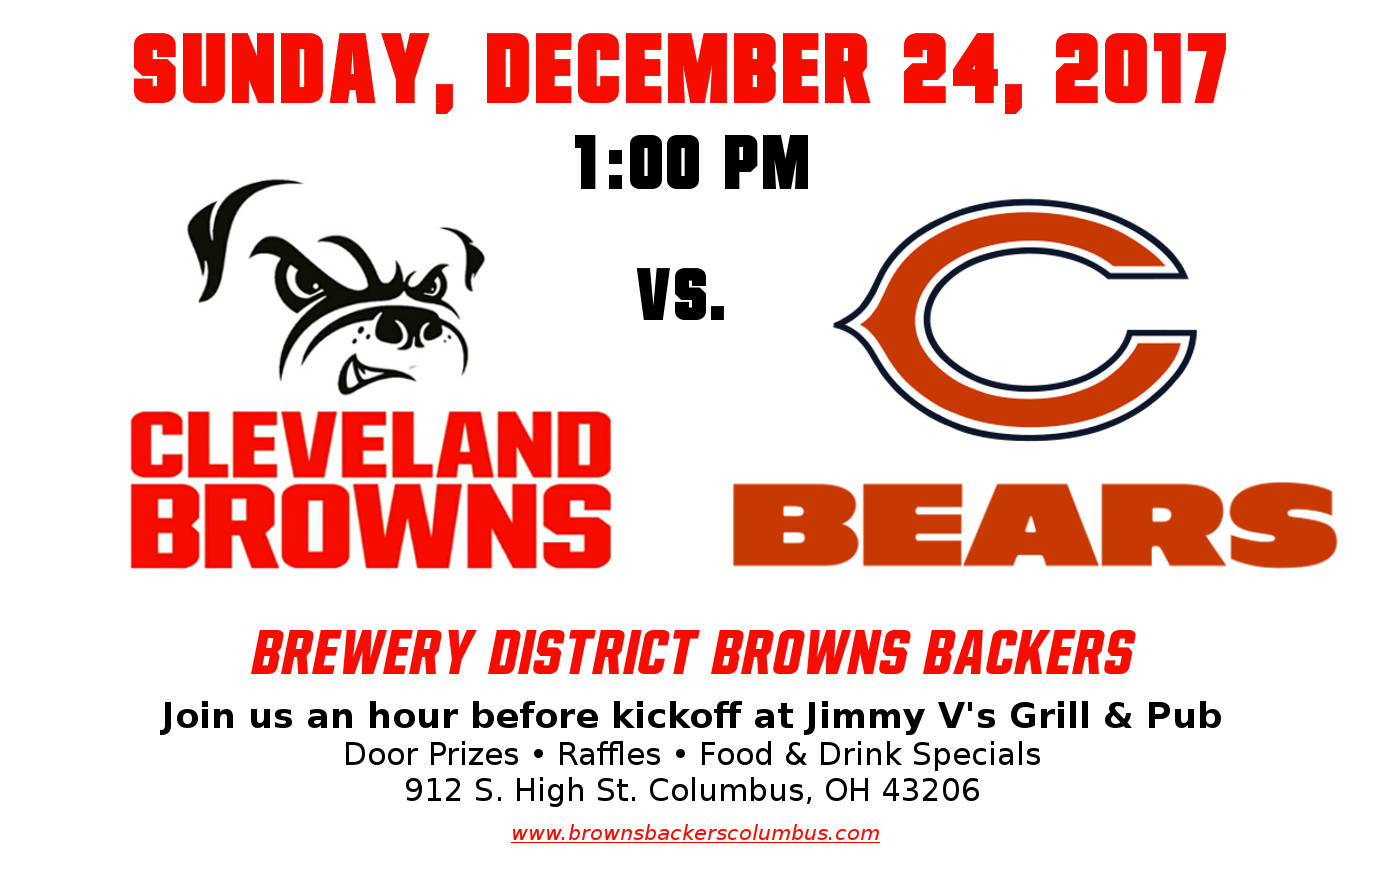 SUNDAY, DECEMBER 24, 2017
1:00 PM
VS.
CLEVELAND
BROWNS
BEARS
BREWERY DISTRICT BROWNS BACKERS
Join us an hour before kickoff at Jimmy V's Grill & Pub
Door Prizes • Raffles • Food & Drink Specials
912 S. High St. Columbus, OH 43206
www.brownsbackerscolumbus.com